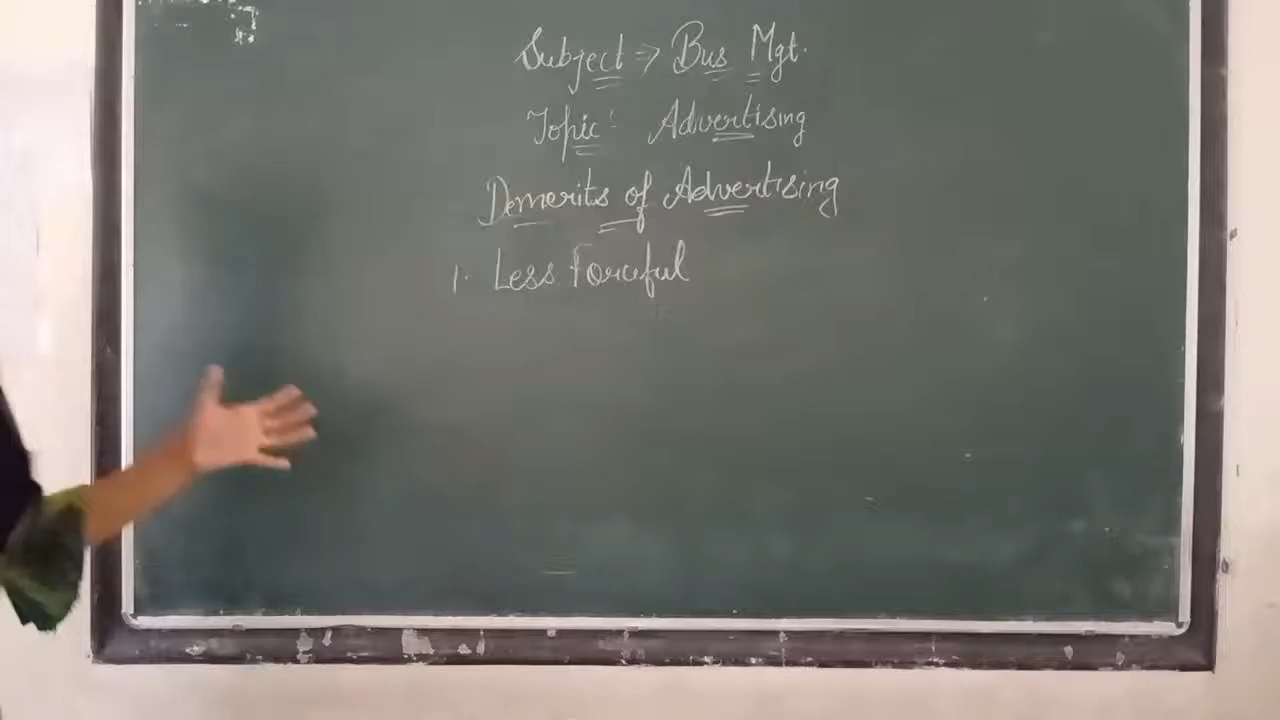 Subject ⇒ Bus Mgt.
Topic: Advertising
Demerits of Advertising
1. Less Forceful